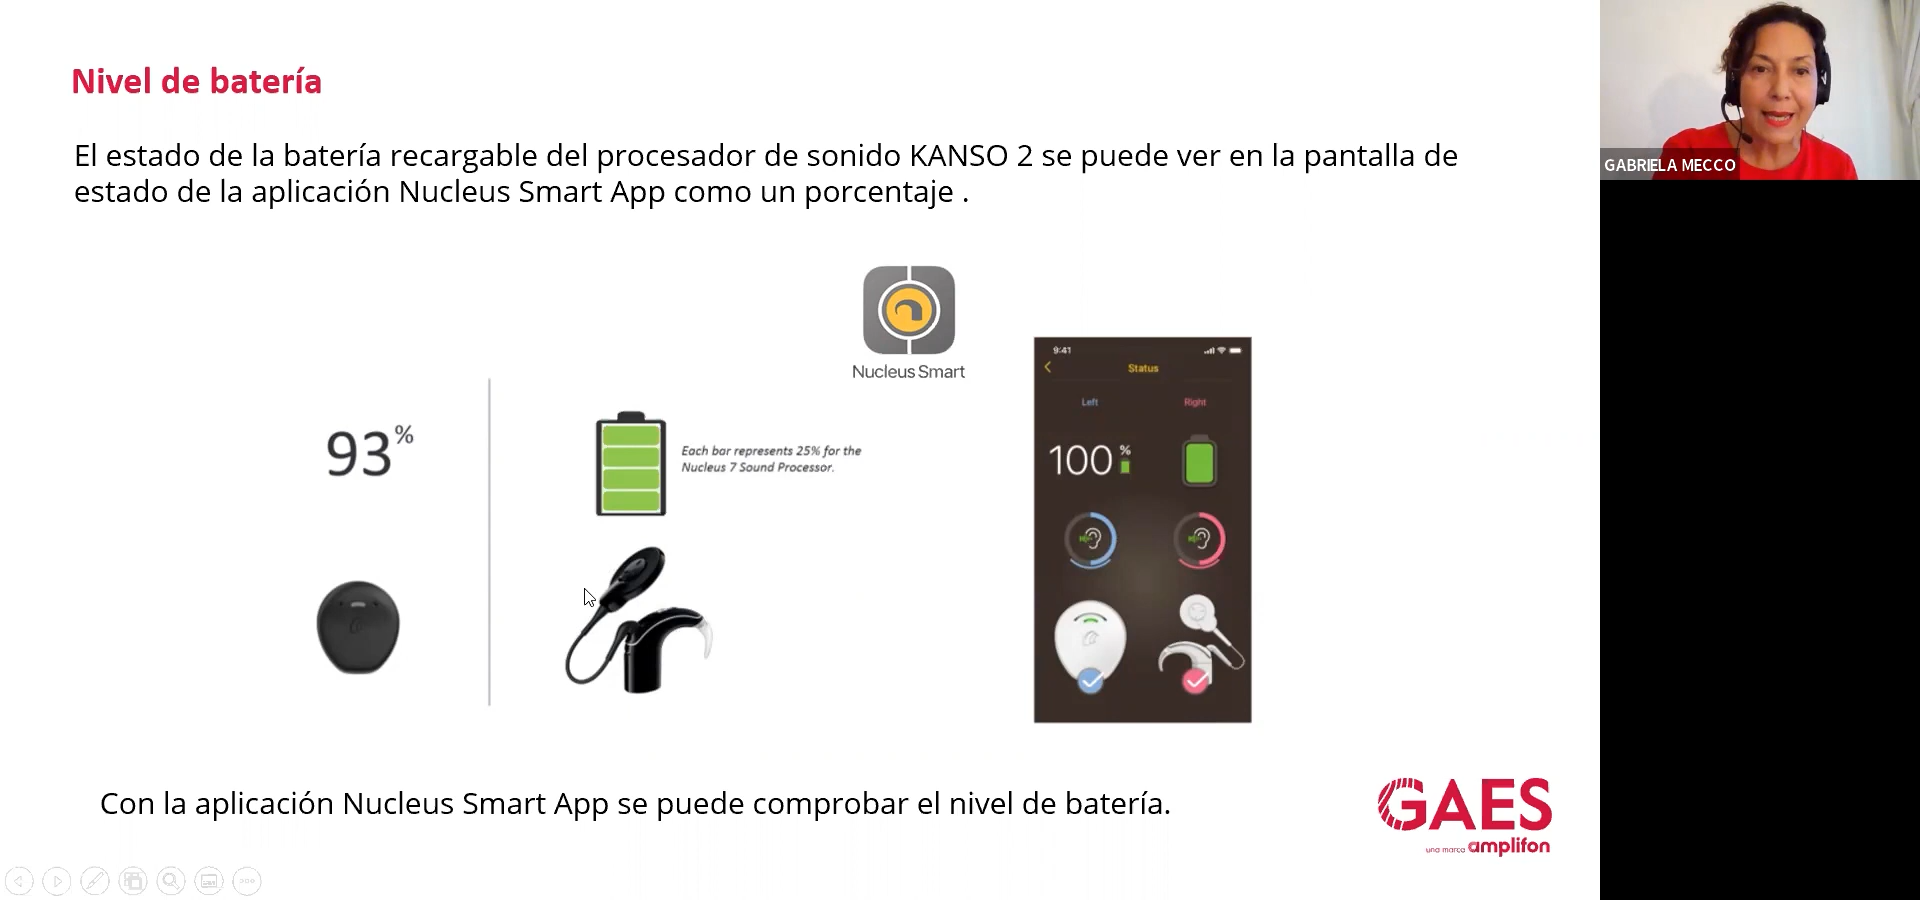 Nivel de batería
El estado de la batería recargable del procesador de sonido KANSO 2 se puede ver en la pantalla de
estado de la aplicación Nucleus Smart App como un porcentaje .
Nucleus Smart
93%
Each bar represents 25% for the
Nucleus 7 Sound Processor.
9:41
Status
Left Right
100%
Con la aplicación Nucleus Smart App se puede comprobar el nivel de batería.
GAES
una marca amplifon
GABRIELA MECCO